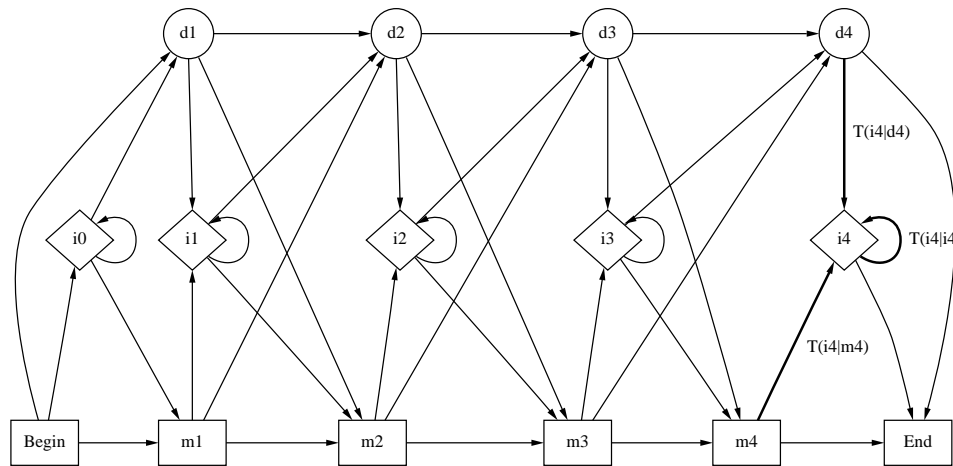 d1 d2 d3 d4
T(i4|d4)
i0 i1 i2 i3 i4 T(i4|i4
T(i4|m4)
Begin m1 m2 m3 m4 End